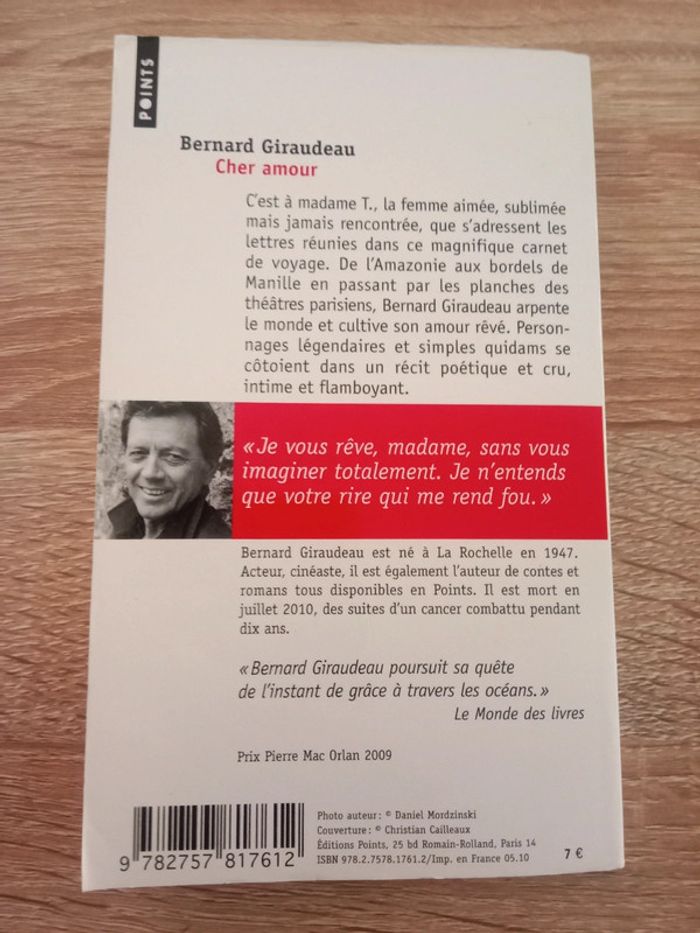 POINTS
Bernard Giraudeau
Cher amour
C'est à madame T., la femme aimée, sublimée
mais jamais rencontrée, que s'adressent les
lettres réunies dans ce magnifique carnet
de voyage. De l'Amazonie aux bordels de
Manille en passant par les planches des
théâtres parisiens, Bernard Giraudeau arpente
le monde et cultive son amour rêvé. Person-
nages légendaires et simples quidams se
côtoient dans un récit poétique et cru,
intime et flamboyant.
« Je vous rêve, madame, sans vous
imaginer totalement. Je n'entends
que votre rire qui me rend fou. »
Bernard Giraudeau est né à La Rochelle en 1947.
Acteur, cinéaste, il est également l'auteur de contes et
romans tous disponibles en Points. Il est mort en
juillet 2010, des suites d'un cancer combattu pendant
dix ans.
« Bernard Giraudeau poursuit sa quête
de l'instant de grâce à travers les océans. »
Le Monde des livres
Prix Pierre Mac Orlan 2009
Photo auteur : © Daniel Mordzinski
Couverture : © Christian Cailleaux
Éditions Points, 25 bd Romain-Rolland, Paris 14
ISBN 978.2.7578.1761.2/Imp. en France 05.10
7 €
9 782757 817612